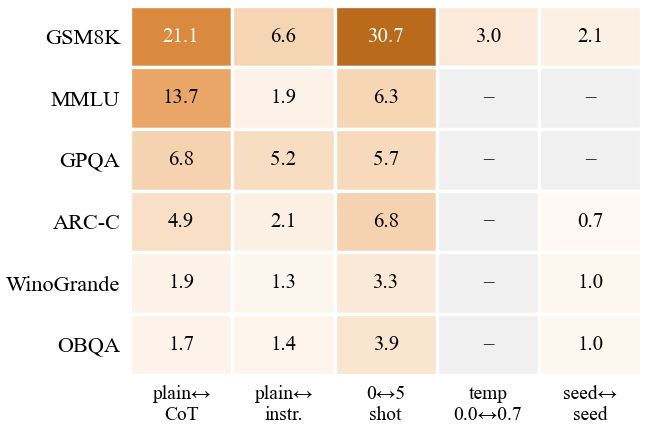 GSM8K 21.1 6.6 30.7 3.0 2.1
MMLU 13.7 1.9 6.3 – –
GPQA 6.8 5.2 5.7 – –
ARC-C 4.9 2.1 6.8 – 0.7
WinoGrande 1.9 1.3 3.3 – 1.0
OBQA 1.7 1.4 3.9 – 1.0
plain↔ plain↔ 0↔5 temp seed↔
CoT instr. shot 0.0↔0.7 seed